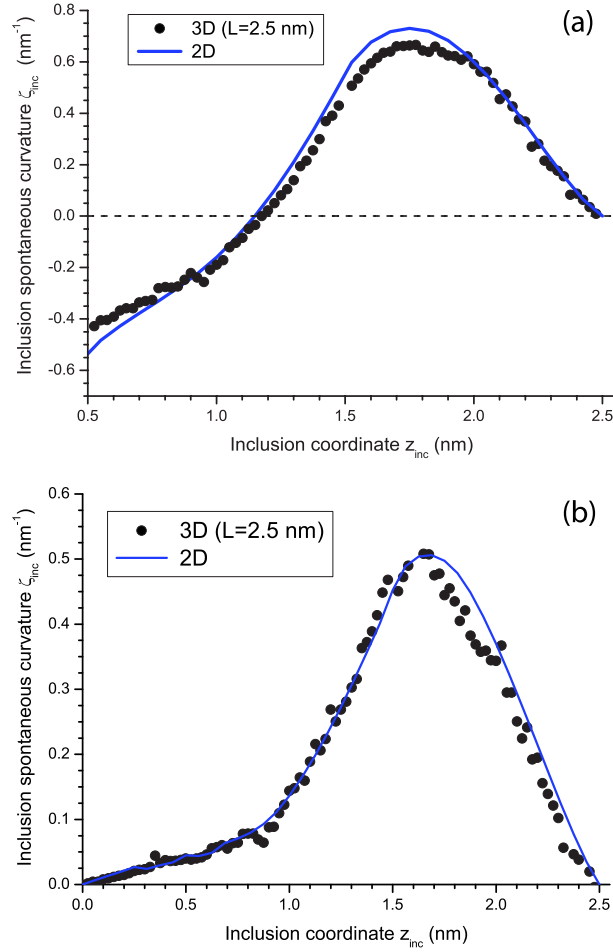 (a)
3D (L=2.5 nm)
2D
Inclusion spontaneous curvature ζinc (nm-1)
0.8
0.6
0.4
0.2
0.0
-0.2
-0.4
-0.6
0.5 1.0 1.5 2.0 2.5
Inclusion coordinate zinc (nm)
(b)
3D (L=2.5 nm)
2D
Inclusion spontaneous curvature ζinc (nm-1)
0.6
0.5
0.4
0.3
0.2
0.1
0.0
0.0 0.5 1.0 1.5 2.0 2.5
Inclusion coordinate zinc (nm)